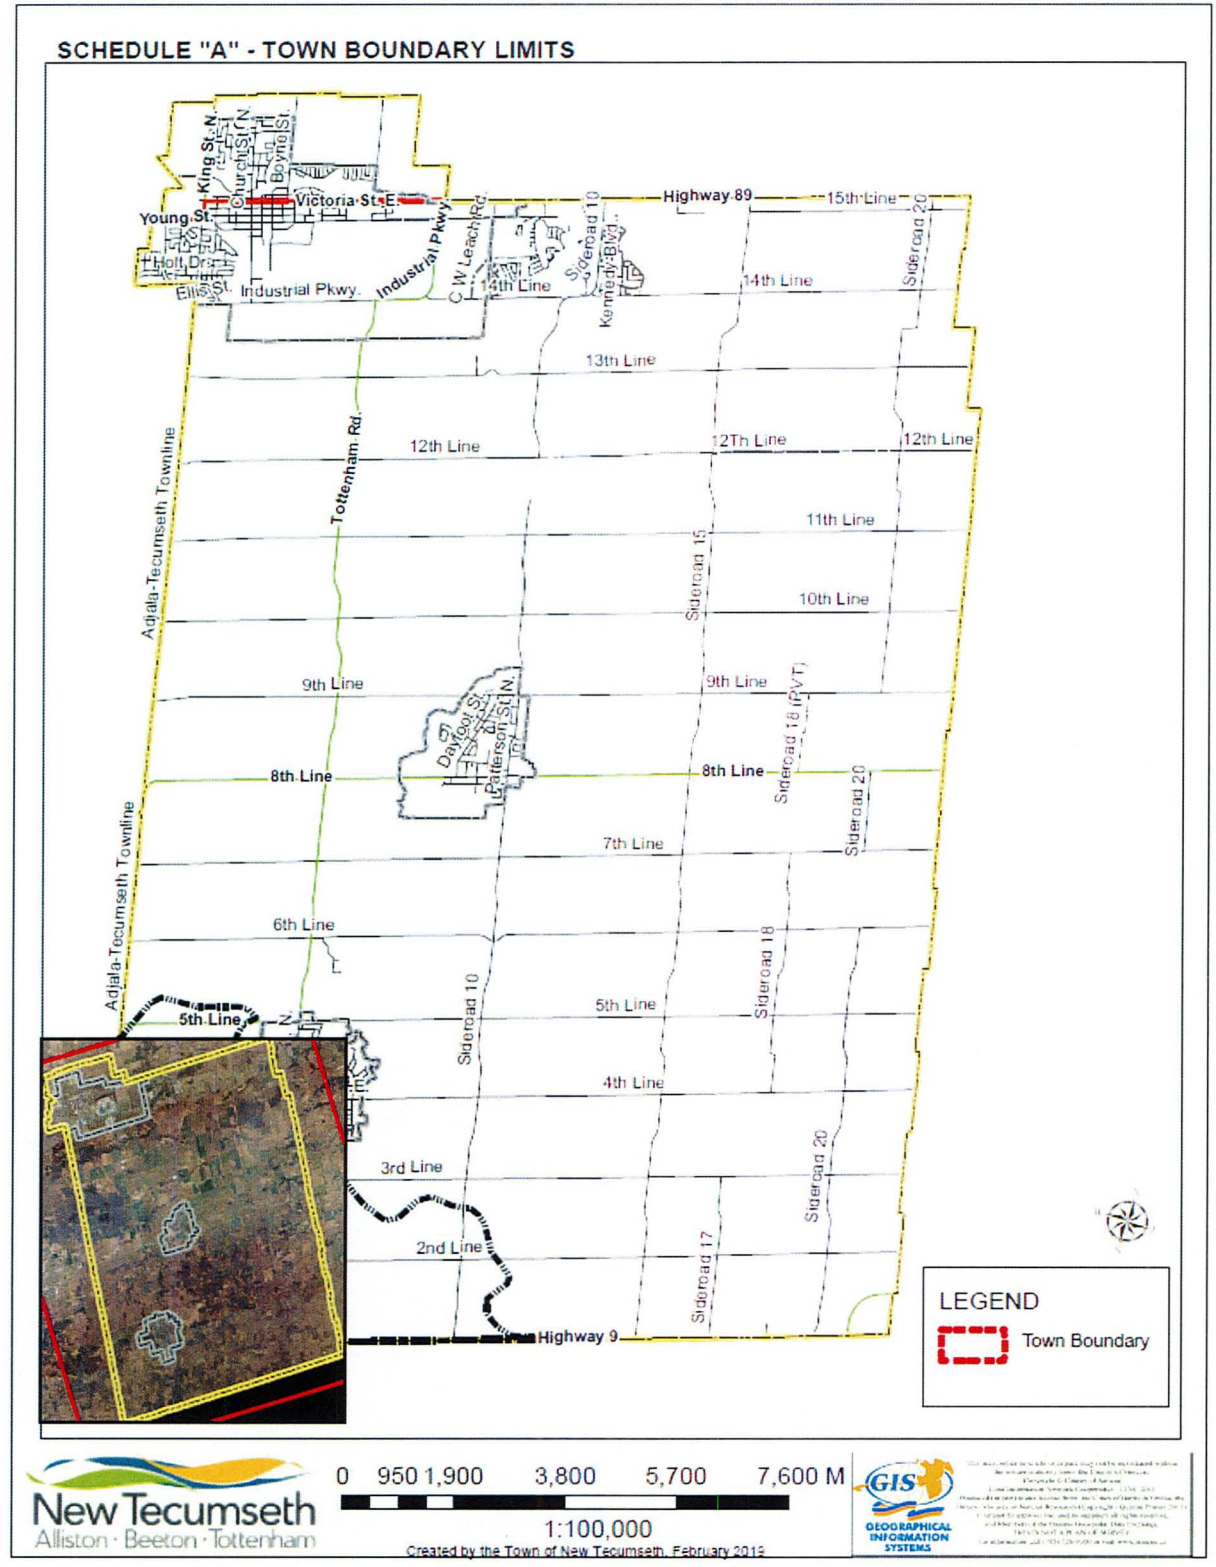 SCHEDULE "A" - TOWN BOUNDARY LIMITS
King St. N.
Church St. N.
Boyne St.
Young St.
Victoria St. E.
Highway 89
15th Line
Sideroad 20
Sideroad 10
Kennedy Blvd.
C W Leach Rd.
Industrial Pkwy.
Holt Dr.
Ellis St.
Industrial Pkwy.
14th Line
14th Line
13th Line
Tottenham Rd.
12th Line
12Th Line
12th Line
Adjala-Tecumseth Townline
11th Line
Sideroad 15
10th Line
9th Line
9th Line
Dayfoot St.
Patterson St. N.
Sideroad 18 (PVT)
8th Line
8th Line
Sideroad 20
7th Line
Adjala-Tecumseth Townline
6th Line
Sideroad 18
Sideroad 10
5th Line
5th Line
N.
4th Line
E.
3rd Line
Sideroad 20
2nd Line
Sideroad 17
Highway 9
LEGEND
Town Boundary
New Tecumseth
Alliston · Beeton · Tottenham
0 950 1,900 3,800 5,700 7,600 M
1:100,000
Created by the Town of New Tecumseth, February 2019
GIS
GEOGRAPHICAL
INFORMATION
SYSTEMS